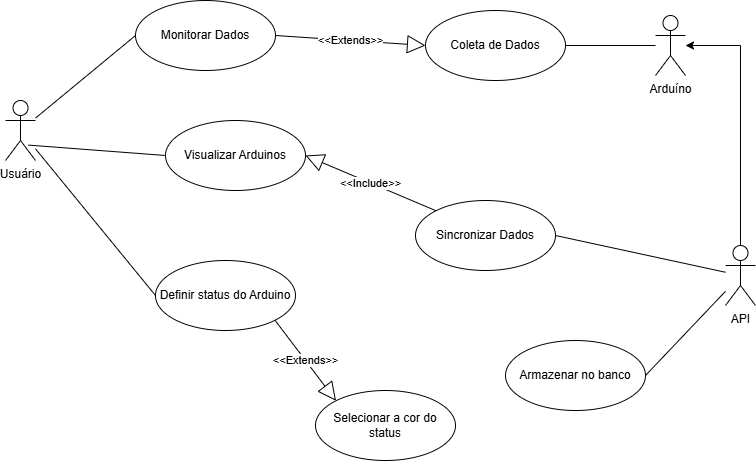 Monitorar Dados
<<Extends>>
Coleta de Dados
Arduíno
Usuário
Visualizar Arduinos
<<Include>>
Sincronizar Dados
Definir status do Arduino
API
<<Extends>>
Armazenar no banco
Selecionar a cor do
status